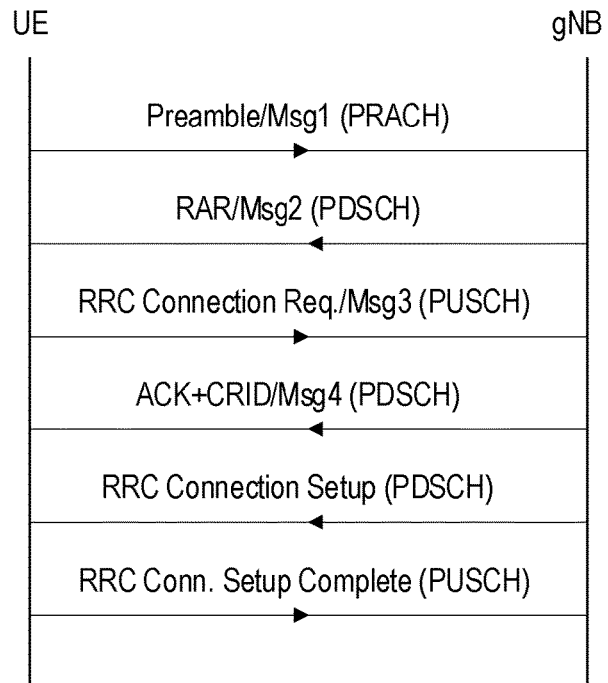 UE
gNB
Preamble/Msg1 (PRACH)
RAR/Msg2 (PDSCH)
RRC Connection Req./Msg3 (PUSCH)
ACK+CRID/Msg4 (PDSCH)
RRC Connection Setup (PDSCH)
RRC Conn. Setup Complete (PUSCH)